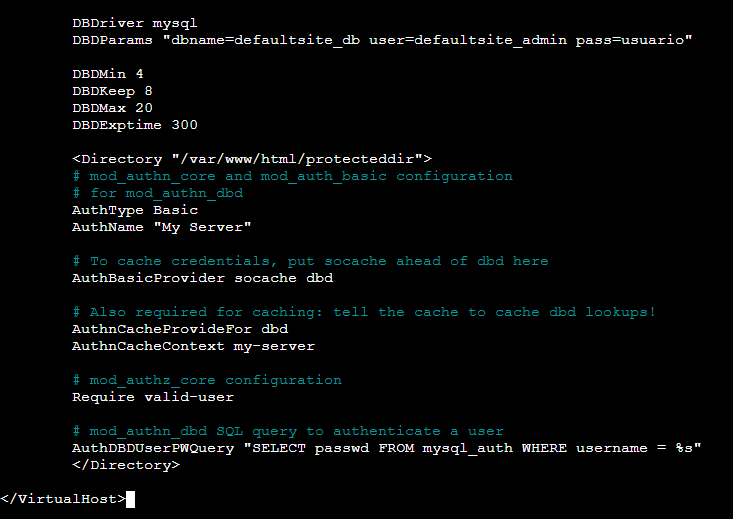 DBDriver mysql
DBDParams "dbname=defaultsite_db user=defaultsite_admin pass=usuario"
DBDMin 4
DBDKeep 8
DBDMax 20
DBDExptime 300
<Directory "/var/www/html/protecteddir">
# mod_authn_core and mod_auth_basic configuration
# for mod_authn_dbd
AuthType Basic
AuthName "My Server"
# To cache credentials, put socache ahead of dbd here
AuthBasicProvider socache dbd
# Also required for caching: tell the cache to cache dbd lookups!
AuthnCacheProvideFor dbd
AuthnCacheContext my-server
# mod_authz_core configuration
Require valid-user
# mod_authn_dbd SQL query to authenticate a user
AuthDBDUserPWQuery "SELECT passwd FROM mysql_auth WHERE username = %s"
</Directory>
</VirtualHost>